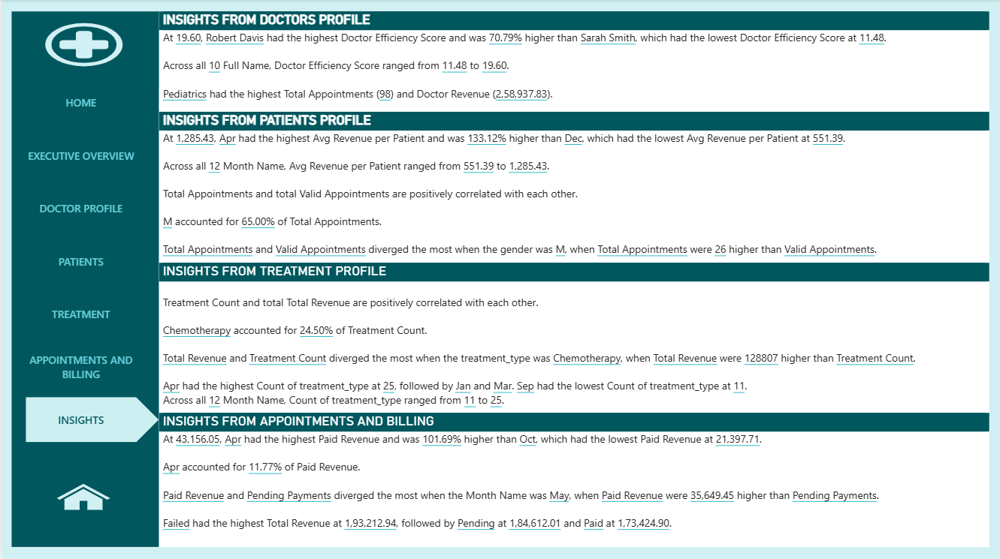 HOME
EXECUTIVE OVERVIEW
DOCTOR PROFILE
PATIENTS
TREATMENT
APPOINTMENTS AND
BILLING
INSIGHTS
INSIGHTS FROM DOCTORS PROFILE
At 19.60, Robert Davis had the highest Doctor Efficiency Score and was 70.79% higher than Sarah Smith, which had the lowest Doctor Efficiency Score at 11.48.
Across all 10 Full Name, Doctor Efficiency Score ranged from 11.48 to 19.60.
Pediatrics had the highest Total Appointments (98) and Doctor Revenue (2,58,937.83).
INSIGHTS FROM PATIENTS PROFILE
At 1,285.43, Apr had the highest Avg Revenue per Patient and was 133.12% higher than Dec, which had the lowest Avg Revenue per Patient at 551.39.
Across all 12 Month Name, Avg Revenue per Patient ranged from 551.39 to 1,285.43.
Total Appointments and total Valid Appointments are positively correlated with each other.
M accounted for 65.00% of Total Appointments.
Total Appointments and Valid Appointments diverged the most when the gender was M, when Total Appointments were 26 higher than Valid Appointments.
INSIGHTS FROM TREATMENT PROFILE
Treatment Count and total Total Revenue are positively correlated with each other.
Chemotherapy accounted for 24.50% of Treatment Count.
Total Revenue and Treatment Count diverged the most when the treatment_type was Chemotherapy, when Total Revenue were 128807 higher than Treatment Count.
Apr had the highest Count of treatment_type at 25, followed by Jan and Mar. Sep had the lowest Count of treatment_type at 11.
Across all 12 Month Name, Count of treatment_type ranged from 11 to 25.
INSIGHTS FROM APPOINTMENTS AND BILLING
At 43,156.05, Apr had the highest Paid Revenue and was 101.69% higher than Oct, which had the lowest Paid Revenue at 21,397.71.
Apr accounted for 11.77% of Paid Revenue.
Paid Revenue and Pending Payments diverged the most when the Month Name was May, when Paid Revenue were 35,649.45 higher than Pending Payments.
Failed had the highest Total Revenue at 1,93,212.94, followed by Pending at 1,84,612.01 and Paid at 1,73,424.90.